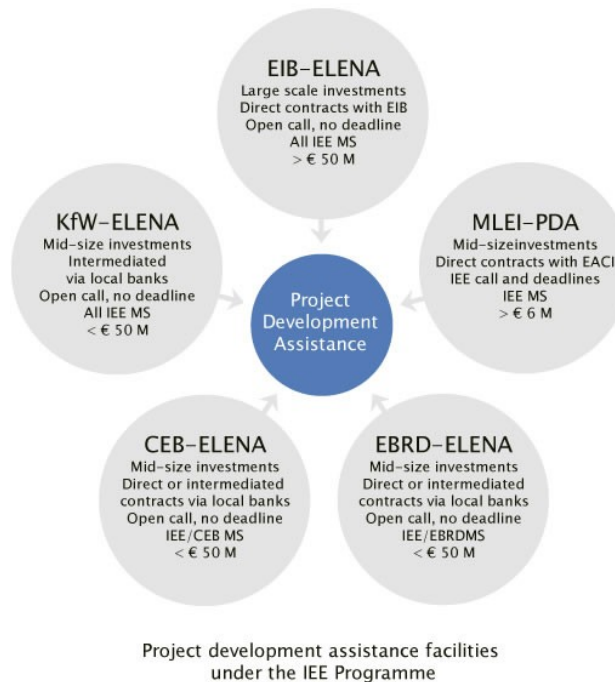 EIB-ELENA
Large scale investments
Direct contracts with EIB
Open call, no deadline
All IEE MS
> € 50 M
KfW-ELENA
Mid-size investments
Intermediated
via local banks
Open call, no deadline
All IEE MS
< € 50 M
MLEI-PDA
Mid-sizeinvestments
Direct contracts with EACI
IEE call and deadlines
IEE MS
> € 6 M
Project
Development
Assistance
CEB-ELENA
Mid-size investments
Direct or intermediated
contracts via local banks
Open call, no deadline
IEE/CEB MS
< € 50 M
EBRD-ELENA
Mid-size investments
Direct or intermediated
contracts via local banks
Open call, no deadline
IEE/EBRDMS
< € 50 M
Project development assistance facilities
under the IEE Programme